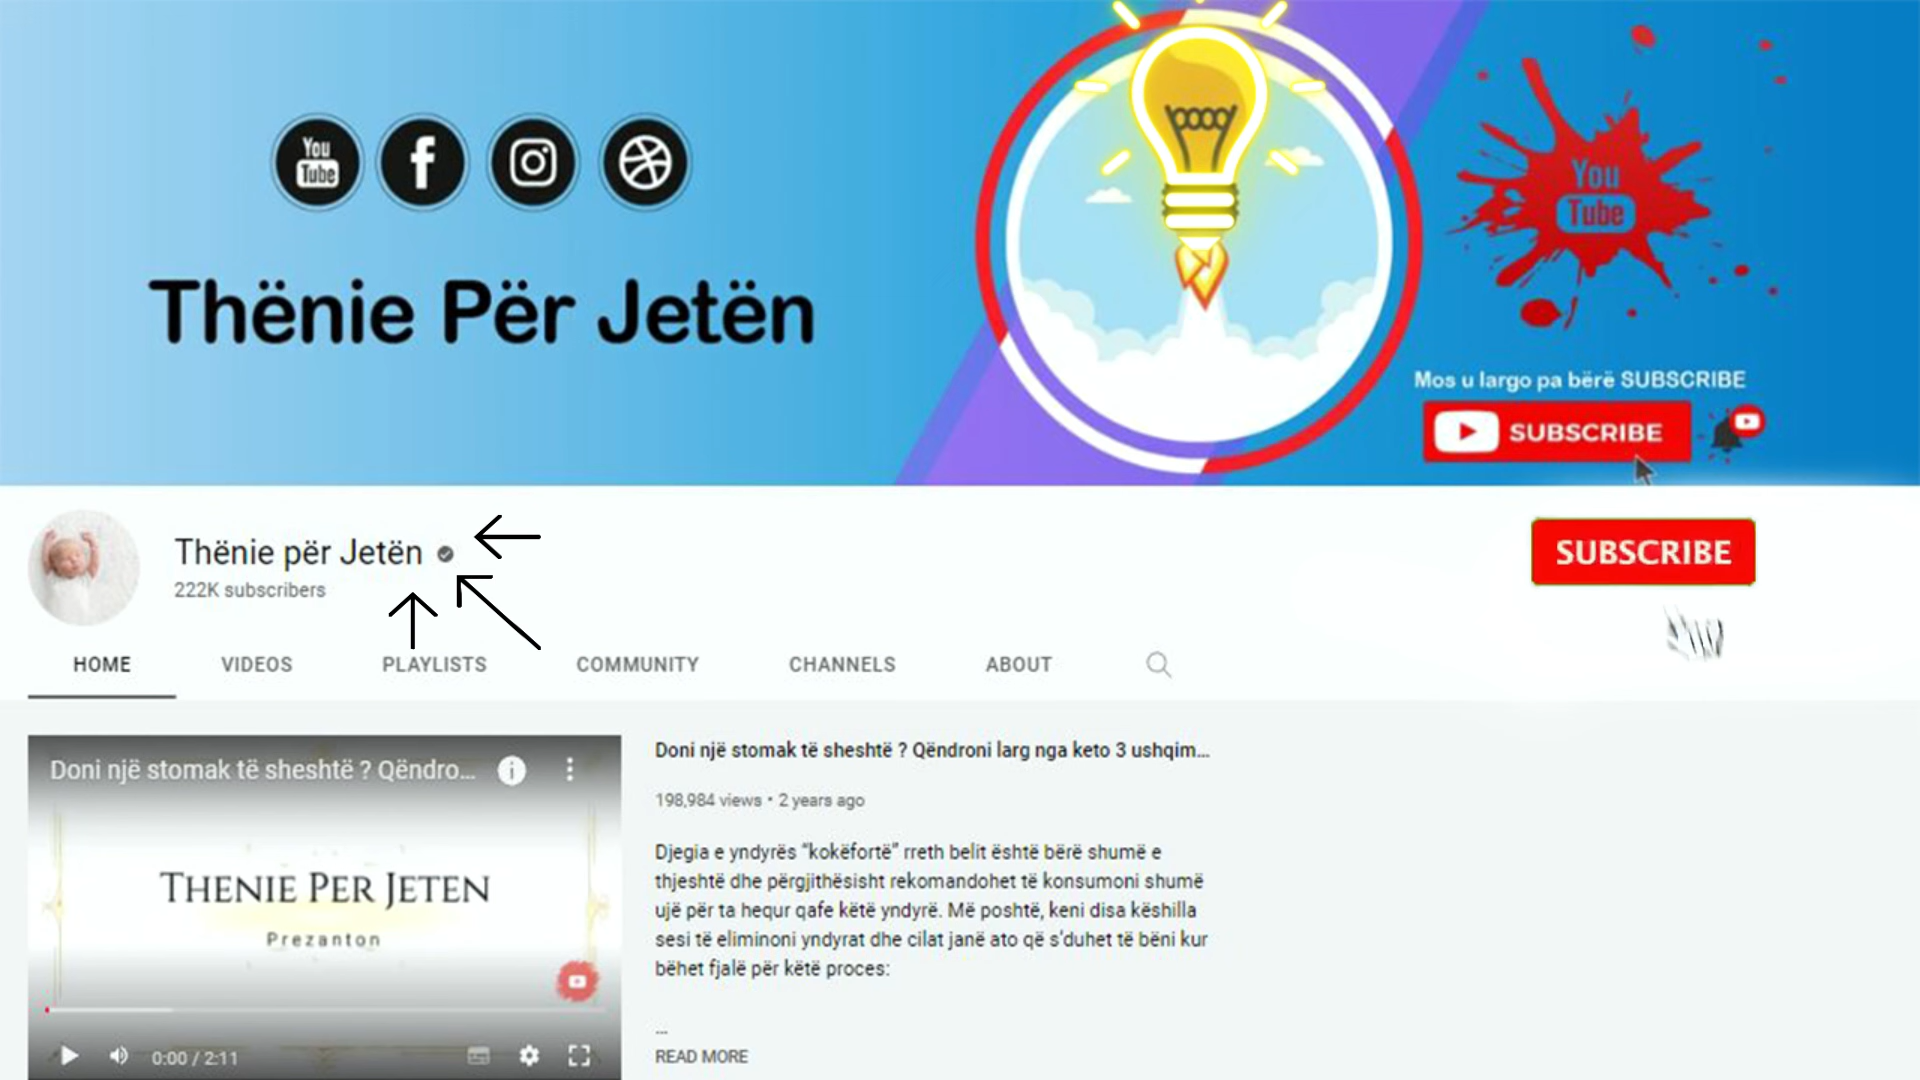 You
Tube
Thënie Për Jetën
You
Tube
Mos u largo pa bërë SUBSCRIBE
SUBSCRIBE
Thënie për Jetën
222K subscribers
SUBSCRIBE
HOME VIDEOS PLAYLISTS COMMUNITY CHANNELS ABOUT
Doni një stomak të sheshtë ? Qëndro...
THENIE PER JETEN
Prezanton
0:00 / 2:11
Doni një stomak të sheshtë ? Qëndroni larg nga keto 3 ushqim...
198,984 views • 2 years ago
Djegia e yndyrës “kokëfortë” rreth belit është bërë shumë e
thjeshtë dhe përgjithësisht rekomandohet të konsumoni shumë
ujë për ta hequr qafe këtë yndyrë. Më poshtë, keni disa këshilla
sesi të eliminoni yndyrat dhe cilat janë ato që s'duhet të bëni kur
bëhet fjalë për këtë proces:
...
READ MORE